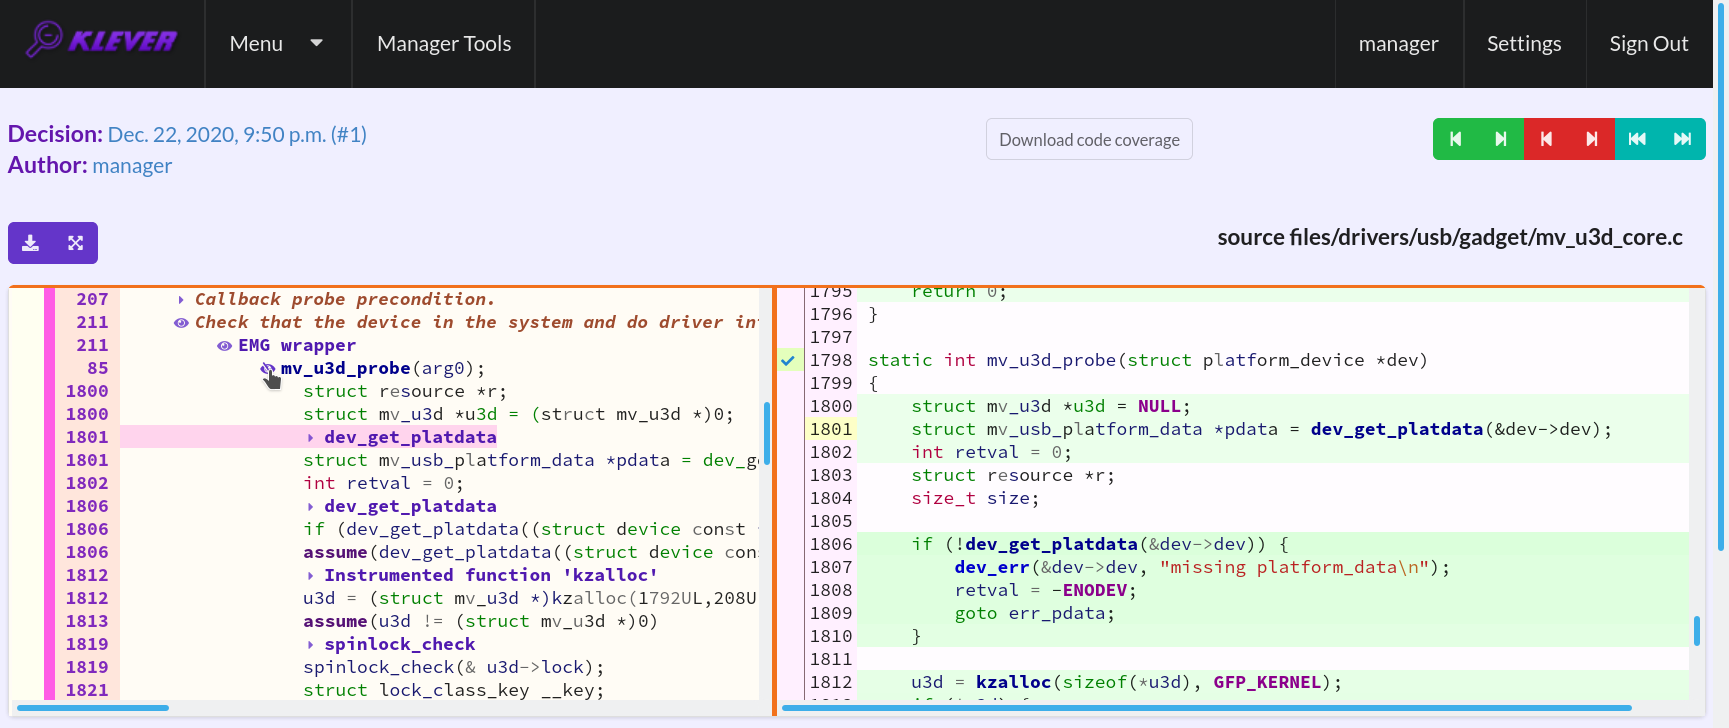 KLEVER Menu Manager Tools manager Settings Sign Out
Decision: Dec. 22, 2020, 9:50 p.m. (#1)
Author: manager
Download code coverage
source files/drivers/usb/gadget/mv_u3d_core.c
207 Callback probe precondition.
211 Check that the device in the system and do driver in
211 EMG wrapper
85 mv_u3d_probe(arg0);
1800 struct resource *r;
1800 struct mv_u3d *u3d = (struct mv_u3d *)0;
1801 dev_get_platdata
1801 struct mv_usb_platform_data *pdata = dev_g
1802 int retval = 0;
1806 dev_get_platdata
1806 if (dev_get_platdata((struct device const
1806 assume(dev_get_platdata((struct device con
1812 Instrumented function 'kzalloc'
1812 u3d = (struct mv_u3d *)kzalloc(1792UL,208U
1813 assume(u3d != (struct mv_u3d *)0)
1819 spinlock_check
1819 spinlock_check(& u3d->lock);
1821 struct lock_class_key __key;
1795 return 0;
1796 }
1797
1798 static int mv_u3d_probe(struct platform_device *dev)
1799 {
1800 struct mv_u3d *u3d = NULL;
1801 struct mv_usb_platform_data *pdata = dev_get_platdata(&dev->dev);
1802 int retval = 0;
1803 struct resource *r;
1804 size_t size;
1805
1806 if (!dev_get_platdata(&dev->dev)) {
1807 dev_err(&dev->dev, "missing platform_data\n");
1808 retval = -ENODEV;
1809 goto err_pdata;
1810 }
1811
1812 u3d = kzalloc(sizeof(*u3d), GFP_KERNEL);